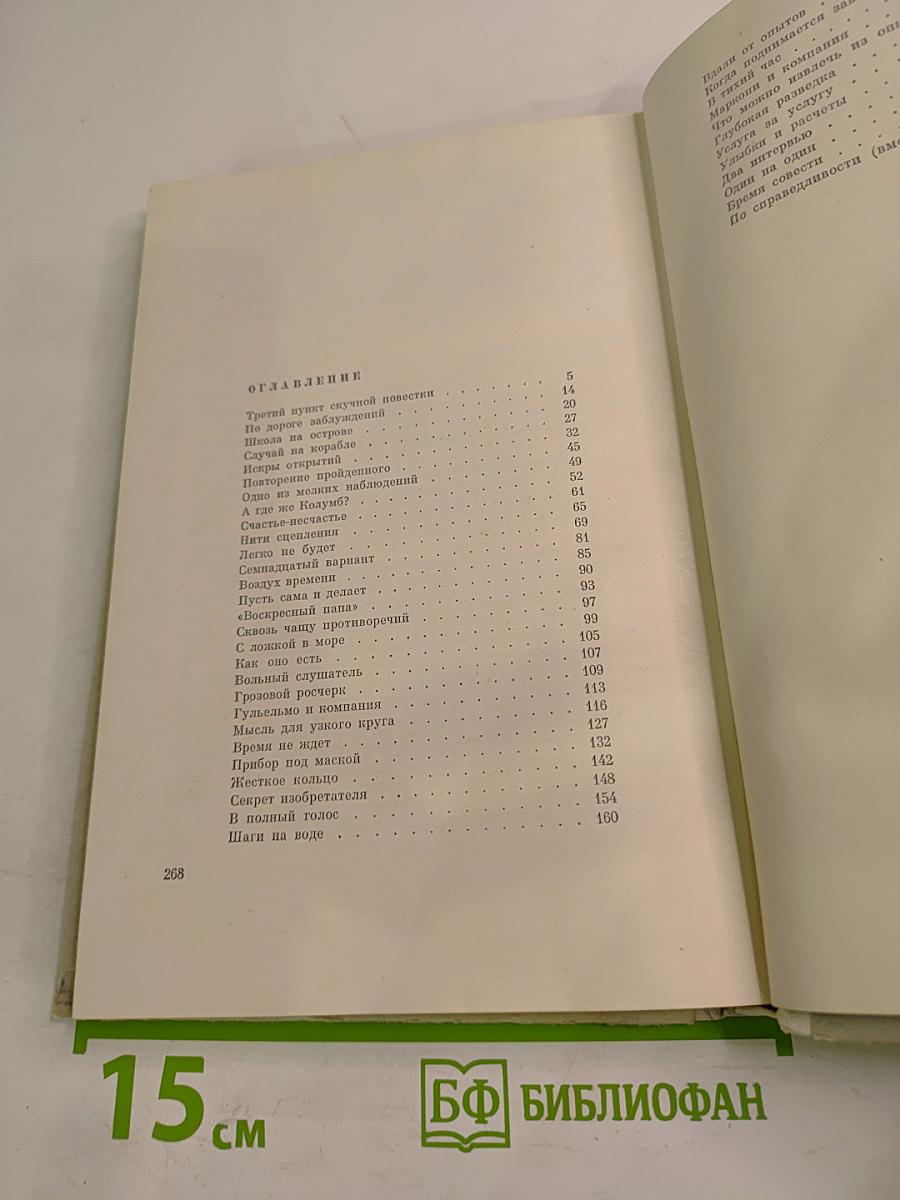 ОГЛАВЛЕНИЕ
Третий пункт скучной повестки . . . . . . . 5
По дороге заблуждений . . . . . . . . . . 14
Школа на острове . . . . . . . . . . . . 20
Случай на корабле . . . . . . . . . . . . 27
Искры открытий . . . . . . . . . . . . . 32
Повторение пройденного . . . . . . . . . . 45
Одно из мелких наблюдений . . . . . . . . . 49
А где же Колумб? . . . . . . . . . . . . 52
Счастье-несчастье . . . . . . . . . . . . 61
Нити сцепления . . . . . . . . . . . . . 65
Легко не будет . . . . . . . . . . . . . 69
Семнадцатый вариант . . . . . . . . . . . 81
Воздух времени . . . . . . . . . . . . . 85
Пусть сама и делает . . . . . . . . . . . 90
«Воскресный папа» . . . . . . . . . . . . 93
Сквозь чащу противоречий . . . . . . . . . 97
С ложкой в море . . . . . . . . . . . . . 99
Как оно есть . . . . . . . . . . . . . . 105
Вольный слушатель . . . . . . . . . . . . 107
Грозовой росчерк . . . . . . . . . . . . 109
Гульельмо и компания . . . . . . . . . . . 113
Мысль для узкого круга . . . . . . . . . . 116
Время не ждет . . . . . . . . . . . . . 127
Прибор под маской . . . . . . . . . . . . 132
Жесткое кольцо . . . . . . . . . . . . . 142
Секрет изобретателя . . . . . . . . . . . 148
В полный голос . . . . . . . . . . . . . 154
Шаги на воде . . . . . . . . . . . . . . 160
268
Вдали от опытов . .
Когда поднимается зав
В тихий час . . . .
Маркони и компания . .
Что можно извлечь из опы
Глубокая разведка . . .
Услуга за услугу . . .
Улыбки и расчеты . . .
Два интервью . . . .
Один на один . . . .
Бремя совести . . . .
По справедливости (вме
15 см
БФ БИБЛИОФАН